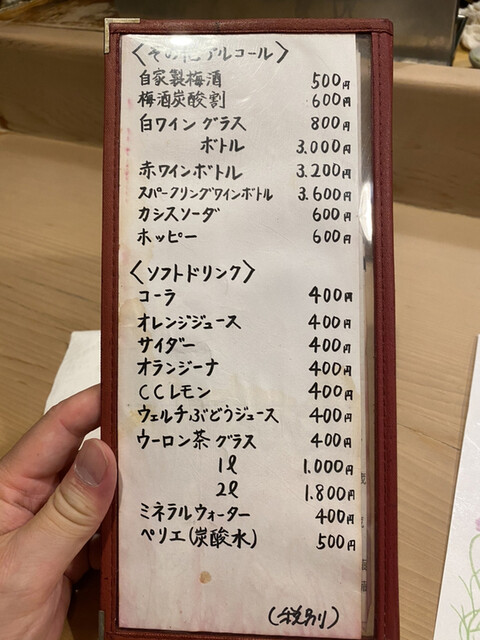 〈その他アルコール〉
自家製梅酒 500円
梅酒炭酸割 600円
白ワイン グラス 800円
ボトル 3.000円
赤ワインボトル 3.200円
スパークリングワインボトル 3.600円
カシスソーダ 600円
ホッピー 600円
〈ソフトドリンク〉
コーラ 400円
オレンジジュース 400円
サイダー 400円
オランジーナ 400円
CCレモン 400円
ウェルチぶどうジュース 400円
ウーロン茶 グラス 400円
1ℓ 1.000円
2ℓ 1.800円
ミネラルウォーター 400円
ペリエ(炭酸水) 500円
(税別)